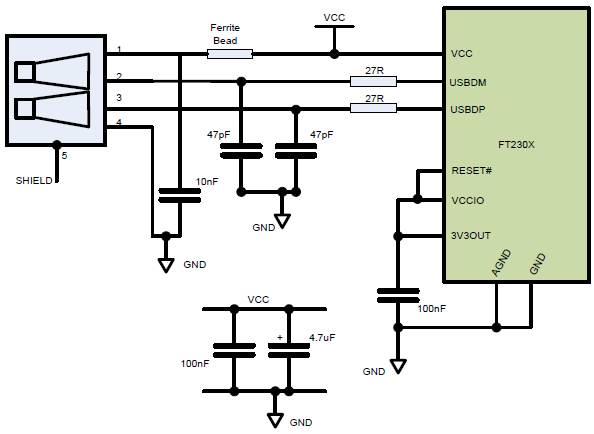 VCC
Ferrite
Bead
1
VCC
2
27R
USBDM
3
27R
USBDP
4
47pF
47pF
FT230X
5
SHIELD
10nF
RESET#
VCCIO
GND
3V3OUT
GND
AGND
GND
100nF
VCC
+
4.7uF
100nF
GND
GND